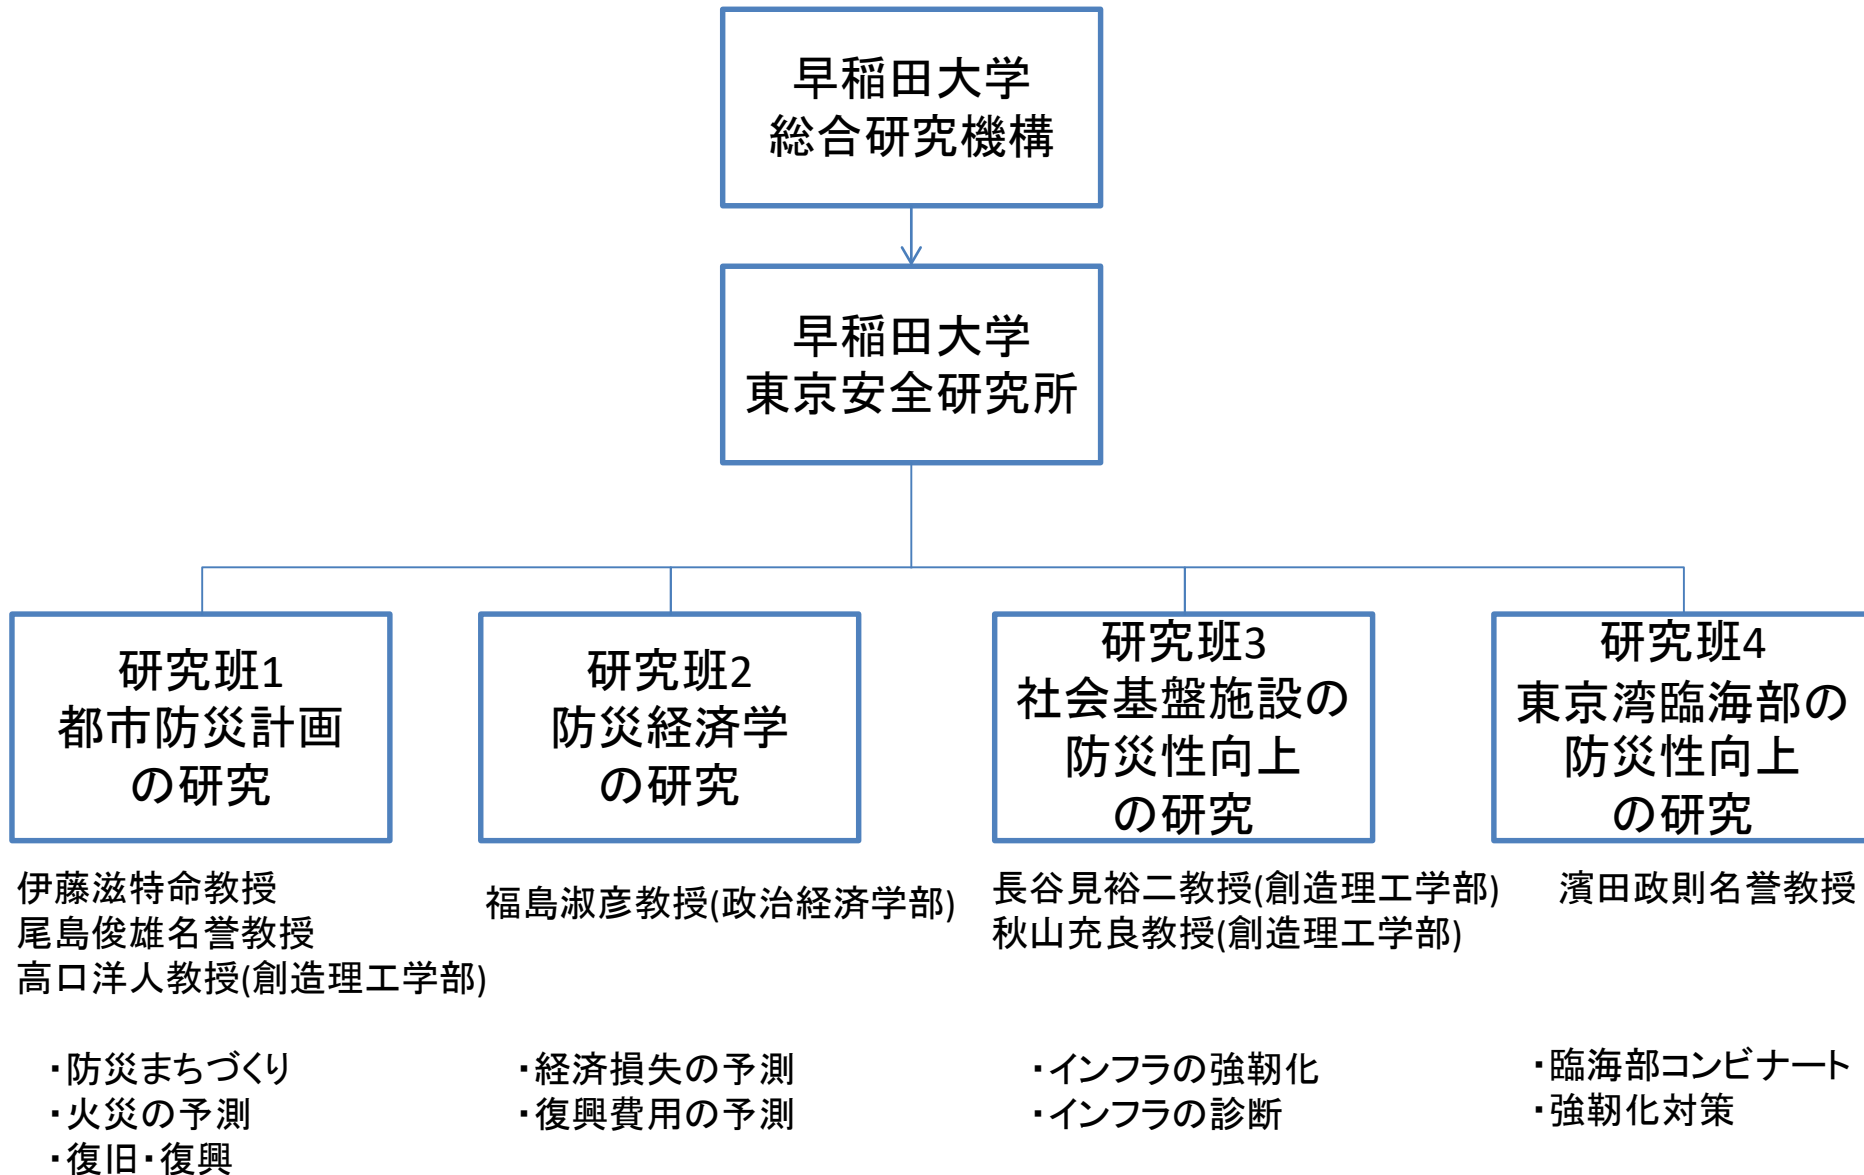 早稲田大学
総合研究機構
早稲田大学
東京安全研究所
研究班1
都市防災計画
の研究
研究班2
防災経済学
の研究
研究班3
社会基盤施設の
防災性向上
の研究
研究班4
東京湾臨海部の
防災性向上
の研究
伊藤滋特命教授
尾島俊雄名誉教授
高口洋人教授(創造理工学部)
福島淑彦教授(政治経済学部)
長谷見裕二教授(創造理工学部)
秋山充良教授(創造理工学部)
濱田政則名誉教授
・防災まちづくり
・火災の予測
・復旧・復興
・経済損失の予測
・復興費用の予測
・インフラの強靭化
・インフラの診断
・臨海部コンビナート
・強靭化対策